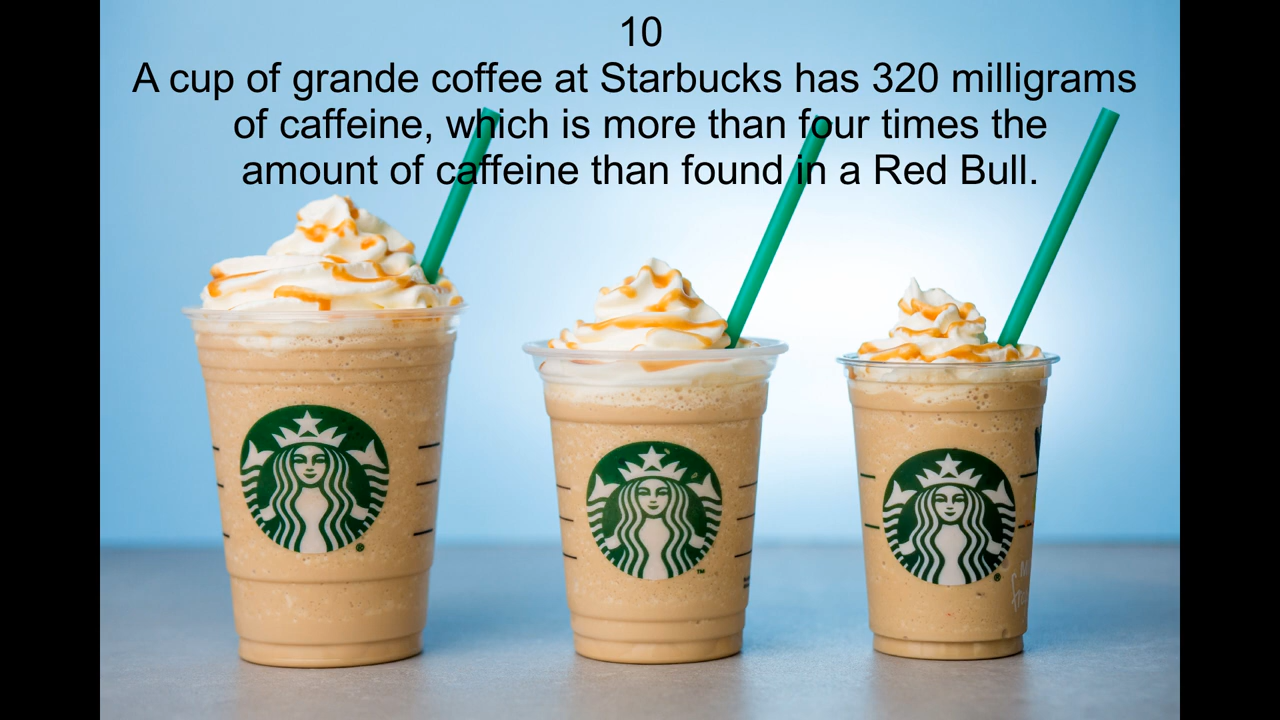 10
A cup of grande coffee at Starbucks has 320 milligrams
of caffeine, which is more than four times the
amount of caffeine than found in a Red Bull.